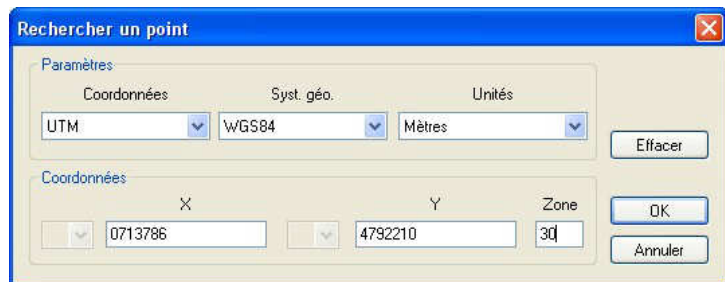 Rechercher un point
Paramètres
Coordonnées Syst. géo. Unités
UTM WGS84 Mètres
Effacer
Coordonnées
X Y Zone
0713786 4792210 30
OK
Annuler